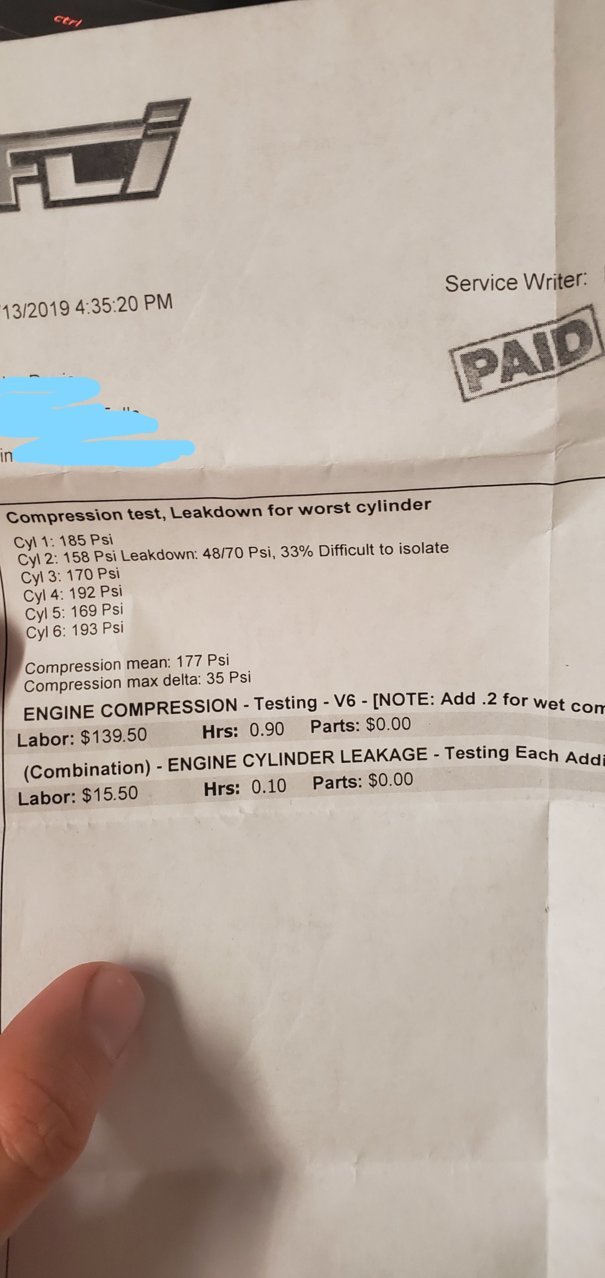 ctrl
FLi
13/2019 4:35:20 PM
Service Writer:
PAID
in
Compression test, Leakdown for worst cylinder
Cyl 1: 185 Psi
Cyl 2: 158 Psi Leakdown: 48/70 Psi, 33% Difficult to isolate
Cyl 3: 170 Psi
Cyl 4: 192 Psi
Cyl 5: 169 Psi
Cyl 6: 193 Psi
Compression mean: 177 Psi
Compression max delta: 35 Psi
ENGINE COMPRESSION - Testing - V6 - [NOTE: Add .2 for wet com
Labor: $139.50 Hrs: 0.90 Parts: $0.00
(Combination) - ENGINE CYLINDER LEAKAGE - Testing Each Addi
Labor: $15.50 Hrs: 0.10 Parts: $0.00